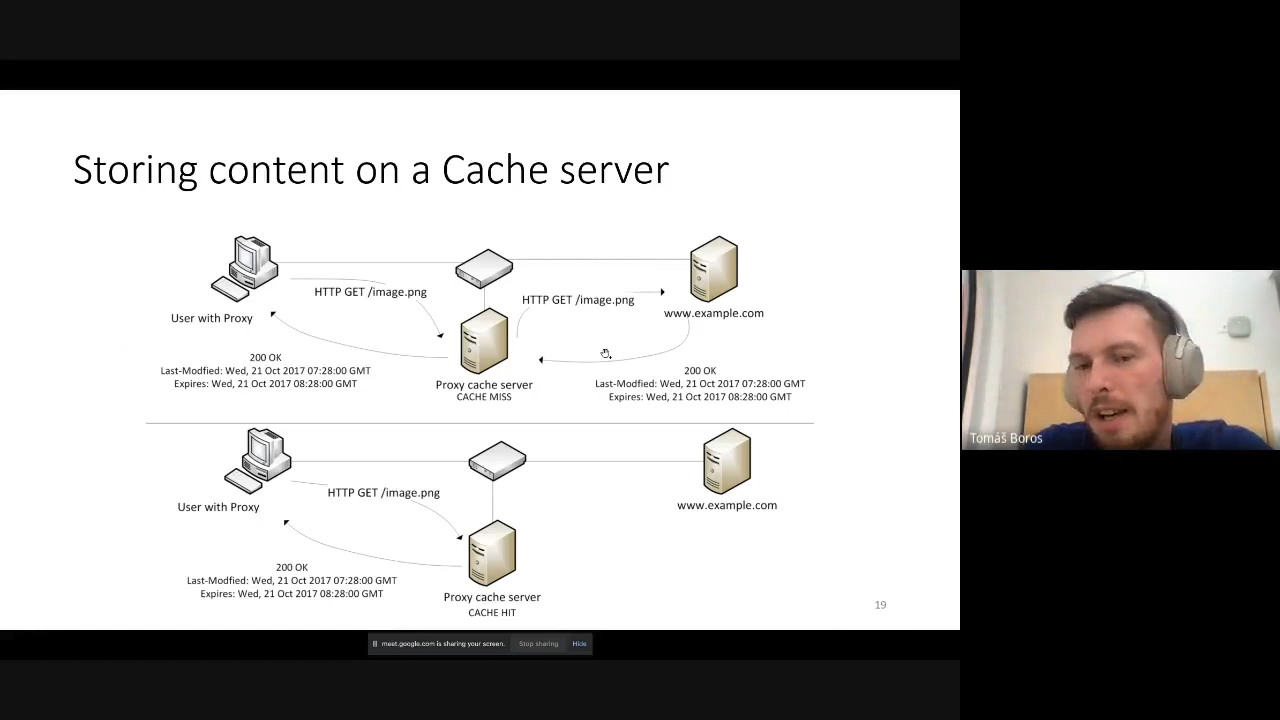 Storing content on a Cache server
HTTP GET /image.png
HTTP GET /image.png
User with Proxy
www.example.com
200 OK
Last-Modfied: Wed, 21 Oct 2017 07:28:00 GMT
Expires: Wed, 21 Oct 2017 08:28:00 GMT
Proxy cache server
CACHE MISS
200 OK
Last-Modfied: Wed, 21 Oct 2017 07:28:00 GMT
Expires: Wed, 21 Oct 2017 08:28:00 GMT
Tomáš Boros
HTTP GET /image.png
User with Proxy
www.example.com
200 OK
Last-Modfied: Wed, 21 Oct 2017 07:28:00 GMT
Expires: Wed, 21 Oct 2017 08:28:00 GMT
Proxy cache server
CACHE HIT
19
meet.google.com is sharing your screen.
Stop sharing
Hide